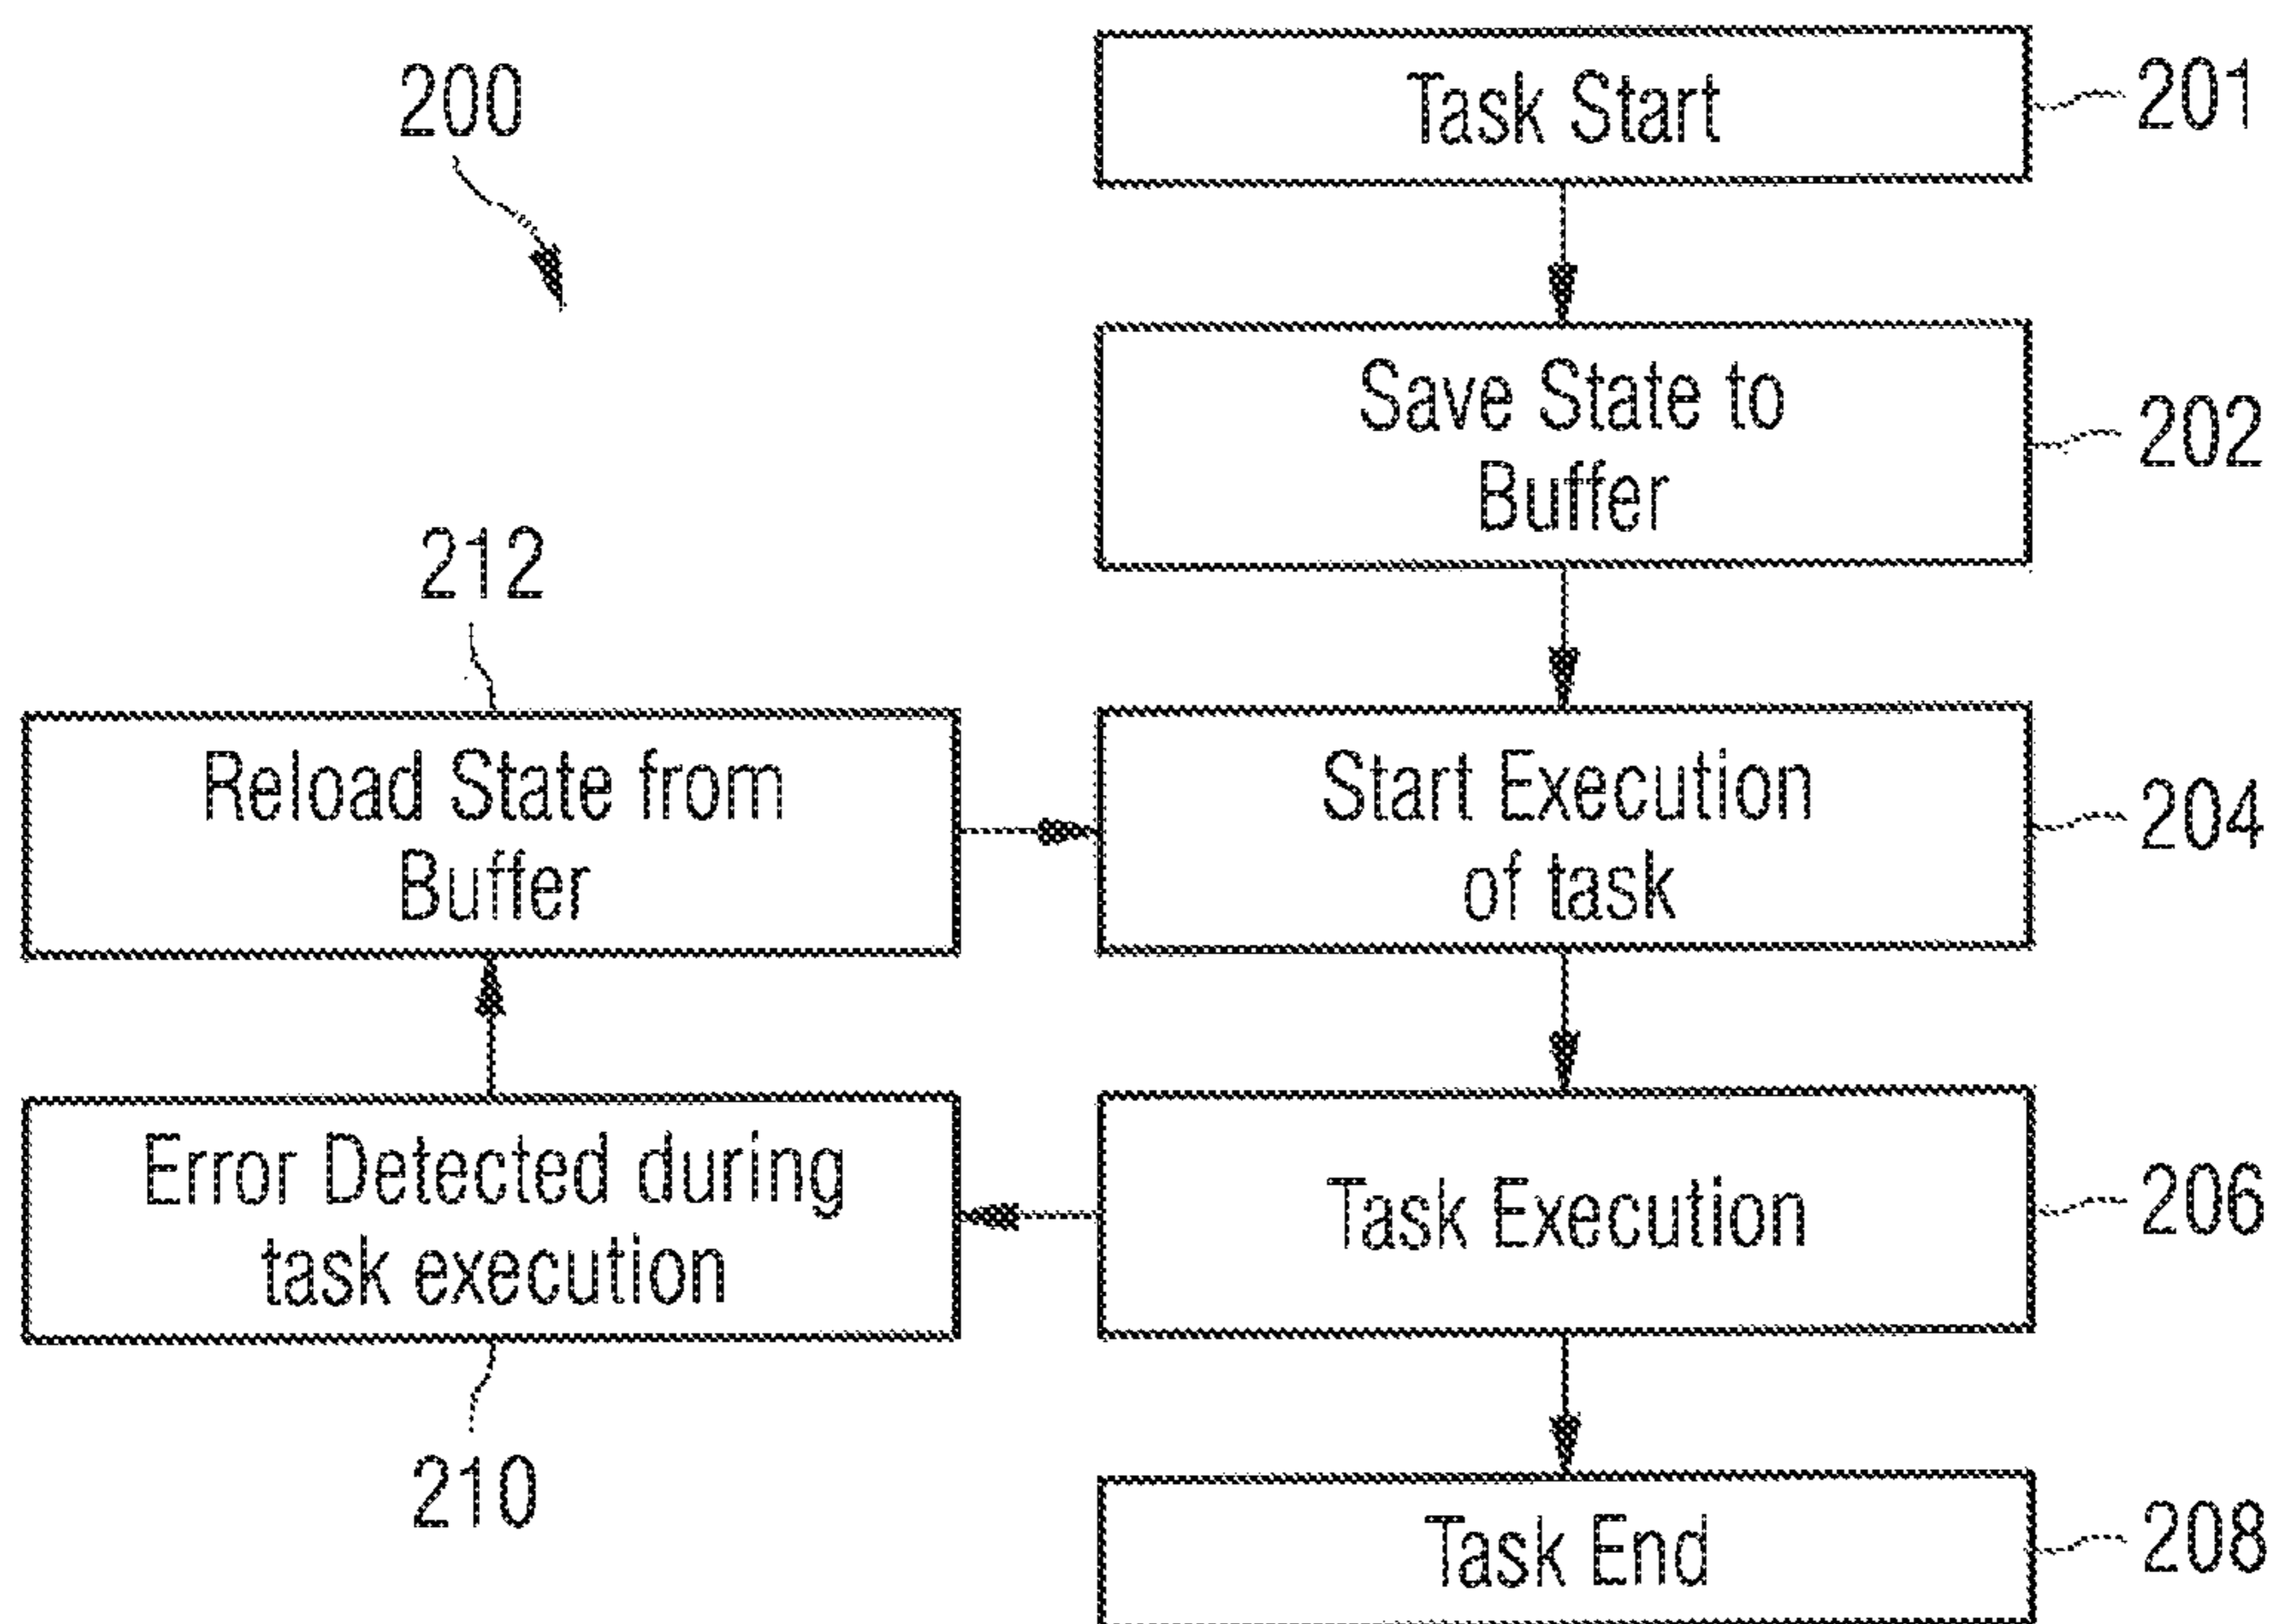 200
Task Start
201
Save State to
Buffer
202
212
Reload State from
Buffer
Start Execution
of task
204
Error Detected during
task execution
Task Execution
206
210
Task End
208